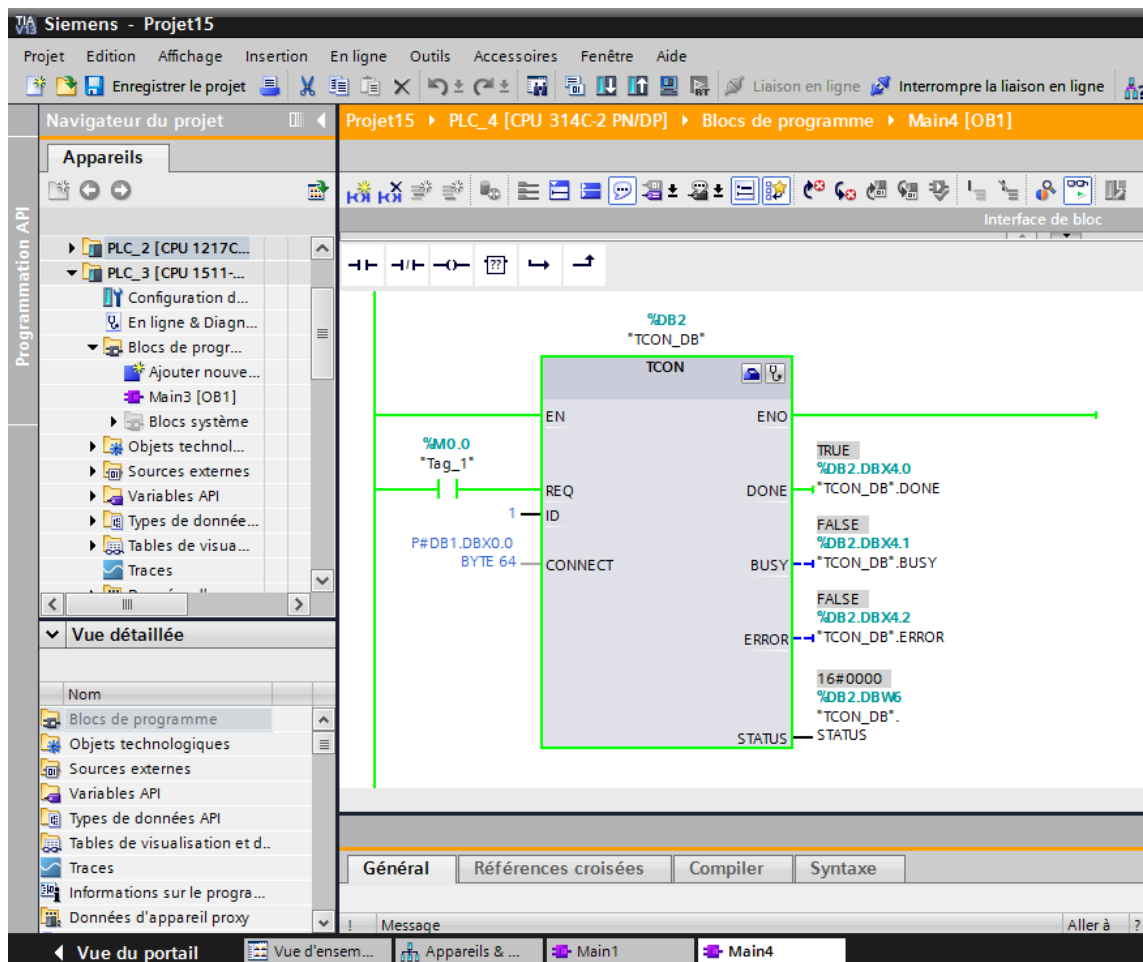 TIA V13 Siemens - Projet15
Projet Edition Affichage Insertion En ligne Outils Accessoires Fenêtre Aide
Enregistrer le projet Liaison en ligne Interrompre la liaison en ligne
Navigateur du projet
Projet15 PLC_4 [CPU 314C-2 PN/DP] Blocs de programme Main4 [OB1]
Appareils
Programmation API
Interface de bloc
PLC_2 [CPU 1217C...
PLC_3 [CPU 1511-...
Configuration d...
En ligne & Diagn...
Blocs de progr...
Ajouter nouve...
Main3 [OB1]
Blocs système
Objets technol...
Sources externes
Variables API
Types de donnée...
Tables de visua...
Traces
%DB2
"TCON_DB"
TCON
EN ENO
%M0.0
"Tag_1"
REQ DONE
TRUE
%DB2.DBX4.0
"TCON_DB".DONE
1 ID
P#DB1.DBX0.0
BYTE 64 CONNECT
FALSE
%DB2.DBX4.1
BUSY "TCON_DB".BUSY
FALSE
%DB2.DBX4.2
ERROR "TCON_DB".ERROR
16#0000
%DB2.DBW6
"TCON_DB".
STATUS STATUS
Vue détaillée
Nom
Blocs de programme
Objets technologiques
Sources externes
Variables API
Types de données API
Tables de visualisation et d..
Traces
Informations sur le progra...
Données d'appareil proxy
Général Références croisées Compiler Syntaxe
! Message Aller à ?
Vue du portail Vue d'ensem... Appareils & ... Main1 Main4